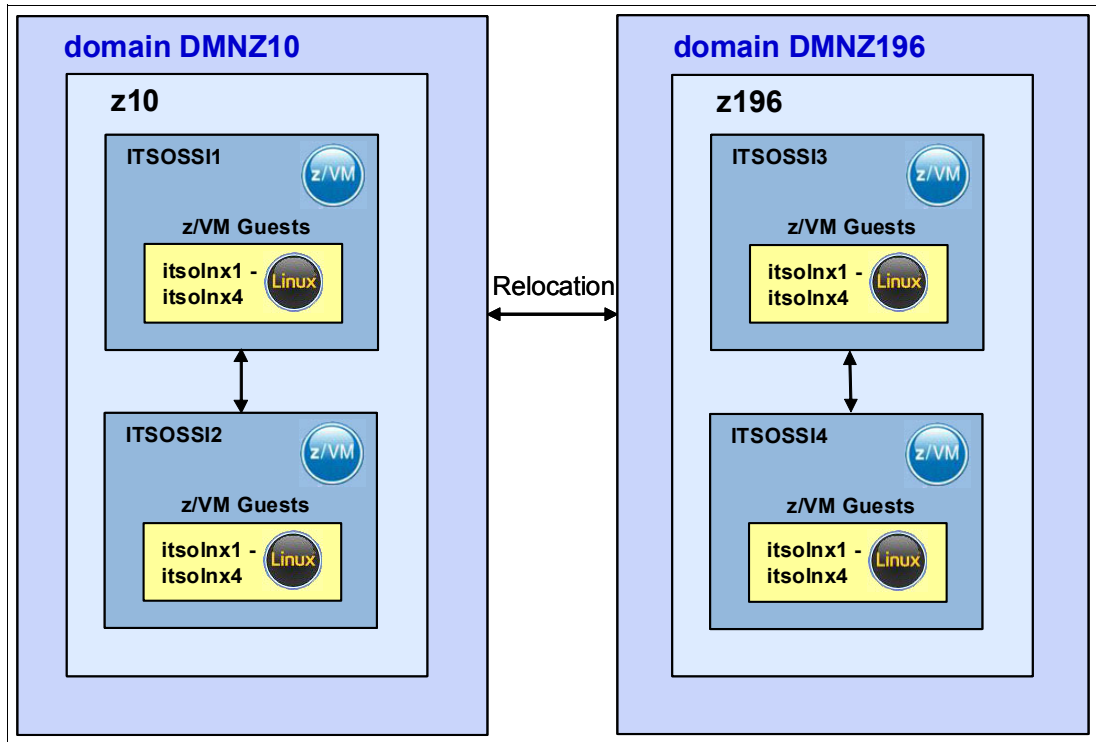 domain DMNZ10
z10
ITSOSSI1
z/VM
z/VM Guests
itsolnx1 -
itsolnx4
Linux
ITSOSSI2
z/VM
z/VM Guests
itsolnx1 -
itsolnx4
Linux
Relocation
domain DMNZ196
z196
ITSOSSI3
z/VM
z/VM Guests
itsolnx1 -
itsolnx4
Linux
ITSOSSI4
z/VM
z/VM Guests
itsolnx1 -
itsolnx4
Linux